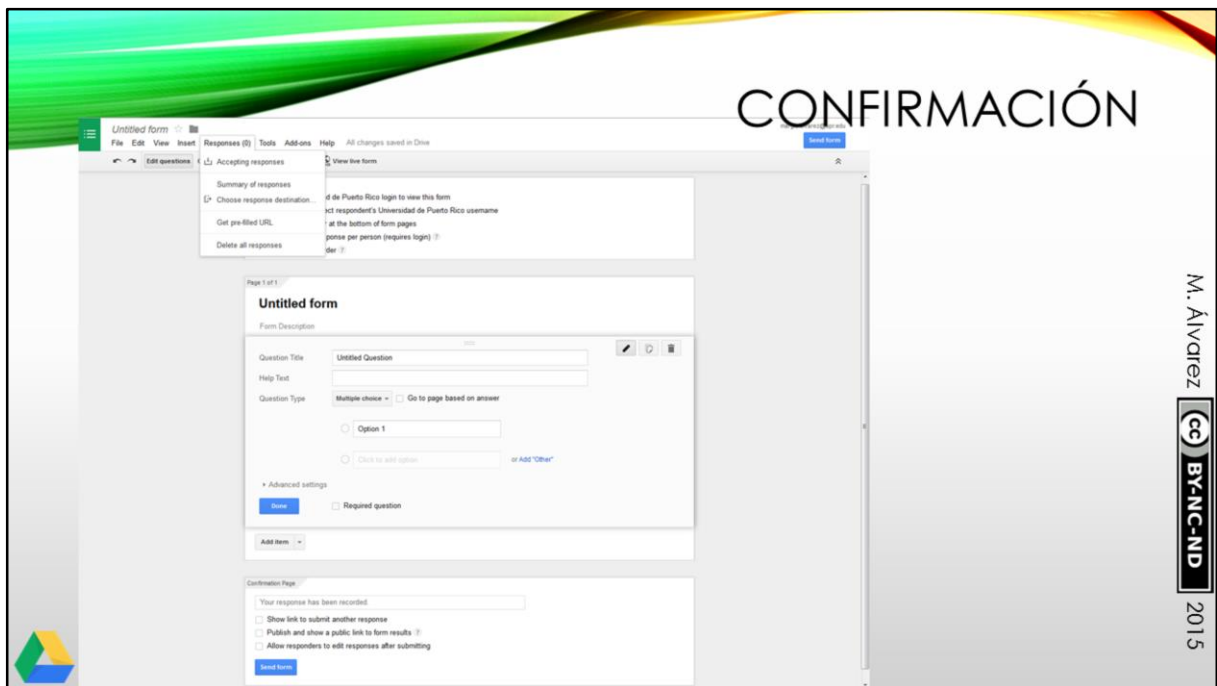 CONFIRMACIÓN
Untitled form
File Edit View Insert Responses (0) Tools Add-ons Help All changes saved in Drive
Send form
Edit questions
View live form
Accepting responses
Summary of responses
Choose response destination...
Get pre-filled URL
Delete all responses
d de Puerto Rico login to view this form
ect respondent's Universidad de Puerto Rico username
r at the bottom of form pages
ponse per person (requires login) ?
der ?
Page 1 of 1
Untitled form
Form Description
Question Title Untitled Question
Help Text
Question Type Multiple choice Go to page based on answer
Option 1
Click to add option or Add "Other"
Advanced settings
Done Required question
Add item
Confirmation Page
Your response has been recorded.
Show link to submit another response
Publish and show a public link to form results ?
Allow responders to edit responses after submitting
Send form
M. Álvarez cc BY-NC-ND 2015